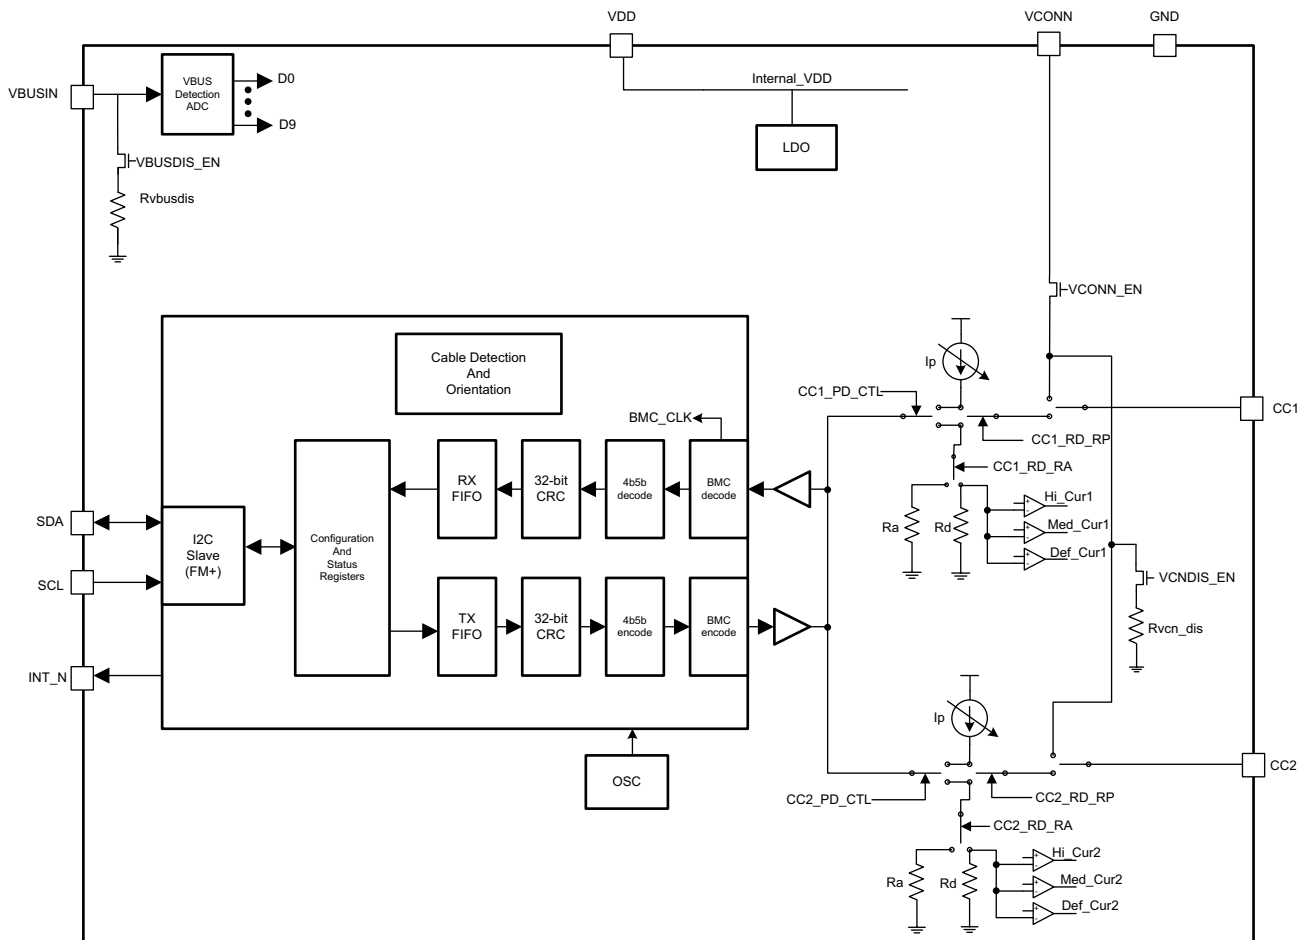 VDD
VCONN
GND
VBUSIN
VBUS
Detection
ADC
D0
D9
Internal_VDD
LDO
VBUSDIS_EN
Rvbusdis
VCONN_EN
Cable Detection
And
Orientation
Ip
CC1_PD_CTL
CC1
BMC_CLK
CC1_RD_RP
CC1_RD_RA
RX
FIFO
32-bit
CRC
4b5b
decode
BMC
decode
Ra
Rd
Hi_Cur1
Med_Cur1
Def_Cur1
SDA
I2C
Slave
(FM+)
Configuration
And
Status
Registers
SCL
VCNDIS_EN
TX
FIFO
32-bit
CRC
4b5b
encode
BMC
encode
Rvcn_dis
INT_N
Ip
OSC
CC2
CC2_PD_CTL
CC2_RD_RP
CC2_RD_RA
Ra
Rd
Hi_Cur2
Med_Cur2
Def_Cur2